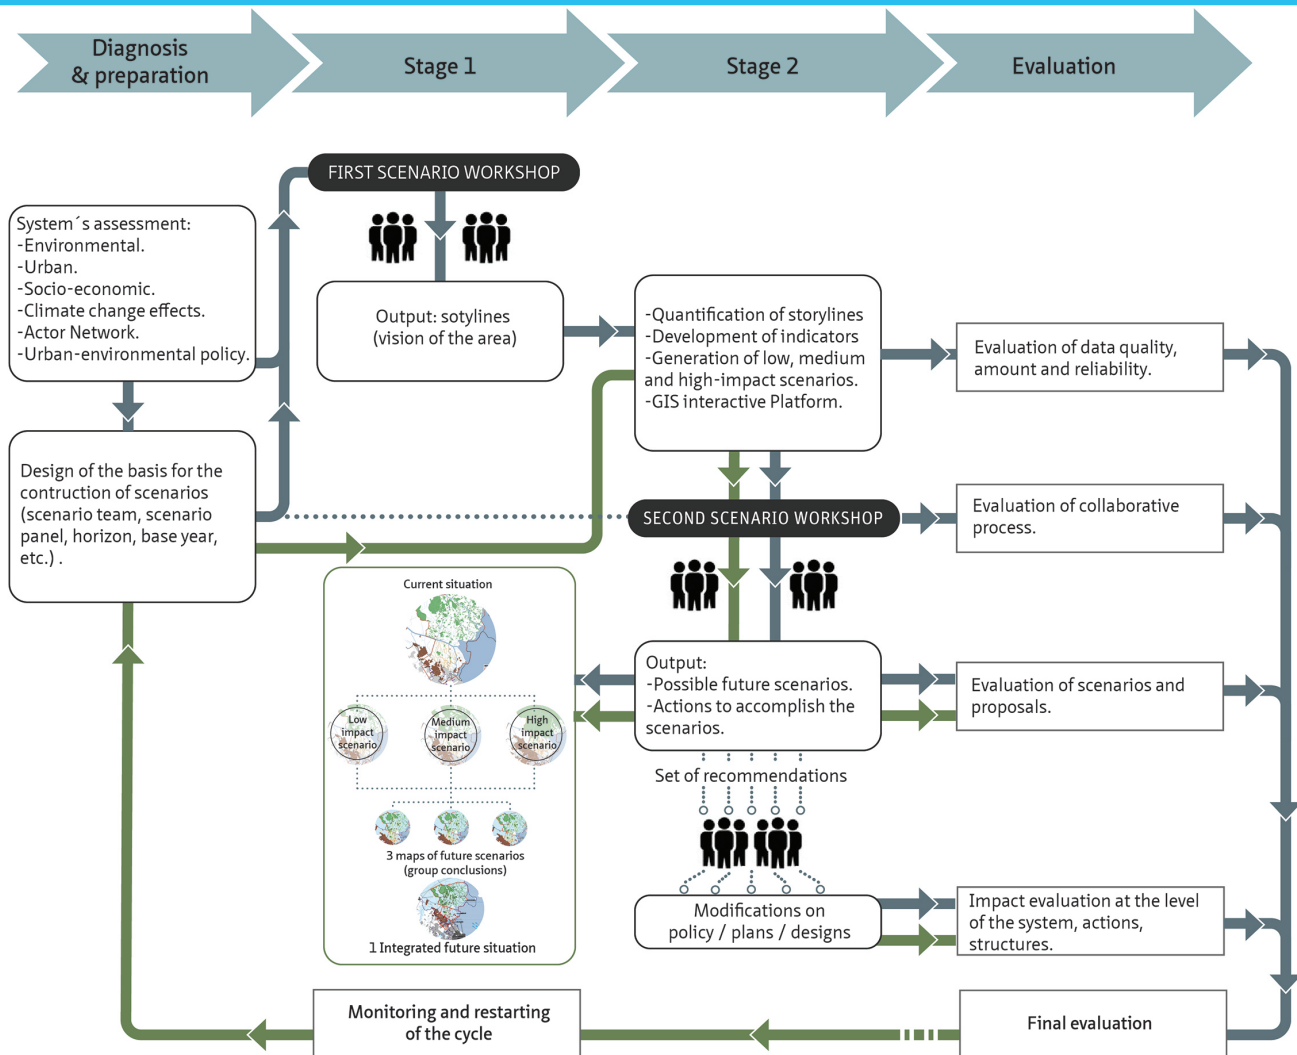 Diagnosis
& preparation
Stage 1
Stage 2
Evaluation
FIRST SCENARIO WORKSHOP
System´s assessment:
-Environmental.
-Urban.
-Socio-economic.
-Climate change effects.
-Actor Network.
-Urban-environmental policy.
Output: sotylines
(vision of the area)
-Quantification of storylines
-Development of indicators
-Generation of low, medium
and high-impact scenarios.
-GIS interactive Platform.
Evaluation of data quality,
amount and reliability.
Design of the basis for the
contruction of scenarios
(scenario team, scenario
panel, horizon, base year,
etc.) .
SECOND SCENARIO WORKSHOP
Evaluation of collaborative
process.
Current situation
Low
impact
scenario
Medium
impact
scenario
High
impact
scenario
3 maps of future scenarios
(group conclusions)
1 Integrated future situation
Output:
-Possible future scenarios.
-Actions to accomplish the
scenarios.
Evaluation of scenarios and
proposals.
Set of recommendations
Modifications on
policy / plans / designs
Impact evaluation at the level
of the system, actions,
structures.
Monitoring and restarting
of the cycle
Final evaluation